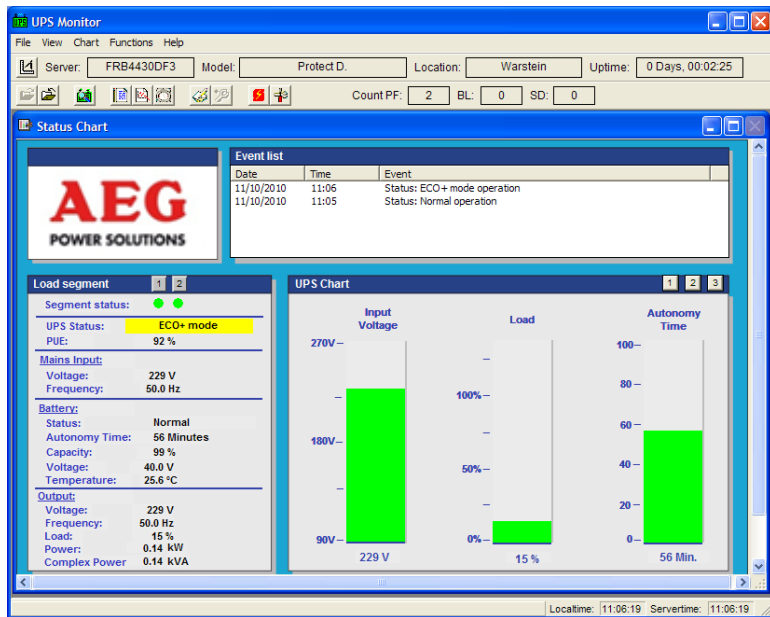 UPS Monitor
File View Chart Functions Help
Server: FRB4430DF3 Model: Protect D. Location: Warstein Uptime: 0 Days, 00:02:25
Count PF: 2 BL: 0 SD: 0
Status Chart
AEG
POWER SOLUTIONS
Event list
Date Time Event
11/10/2010 11:06 Status: ECO+ mode operation
11/10/2010 11:05 Status: Normal operation
Load segment 1 2
Segment status:
UPS Status: ECO+ mode
PUE: 92 %
Mains Input:
Voltage: 229 V
Frequency: 50.0 Hz
Battery:
Status: Normal
Autonomy Time: 56 Minutes
Capacity: 99 %
Voltage: 40.0 V
Temperature: 25.6 °C
Output:
Voltage: 229 V
Frequency: 50.0 Hz
Load: 15 %
Power: 0.14 kW
Complex Power 0.14 kVA
UPS Chart 1 2 3
Input Voltage
270V
180V
90V
229 V
Load
100%
50%
0%
15 %
Autonomy Time
100
80
60
40
20
0
56 Min.
Localtime: 11:06:19 Servertime: 11:06:19